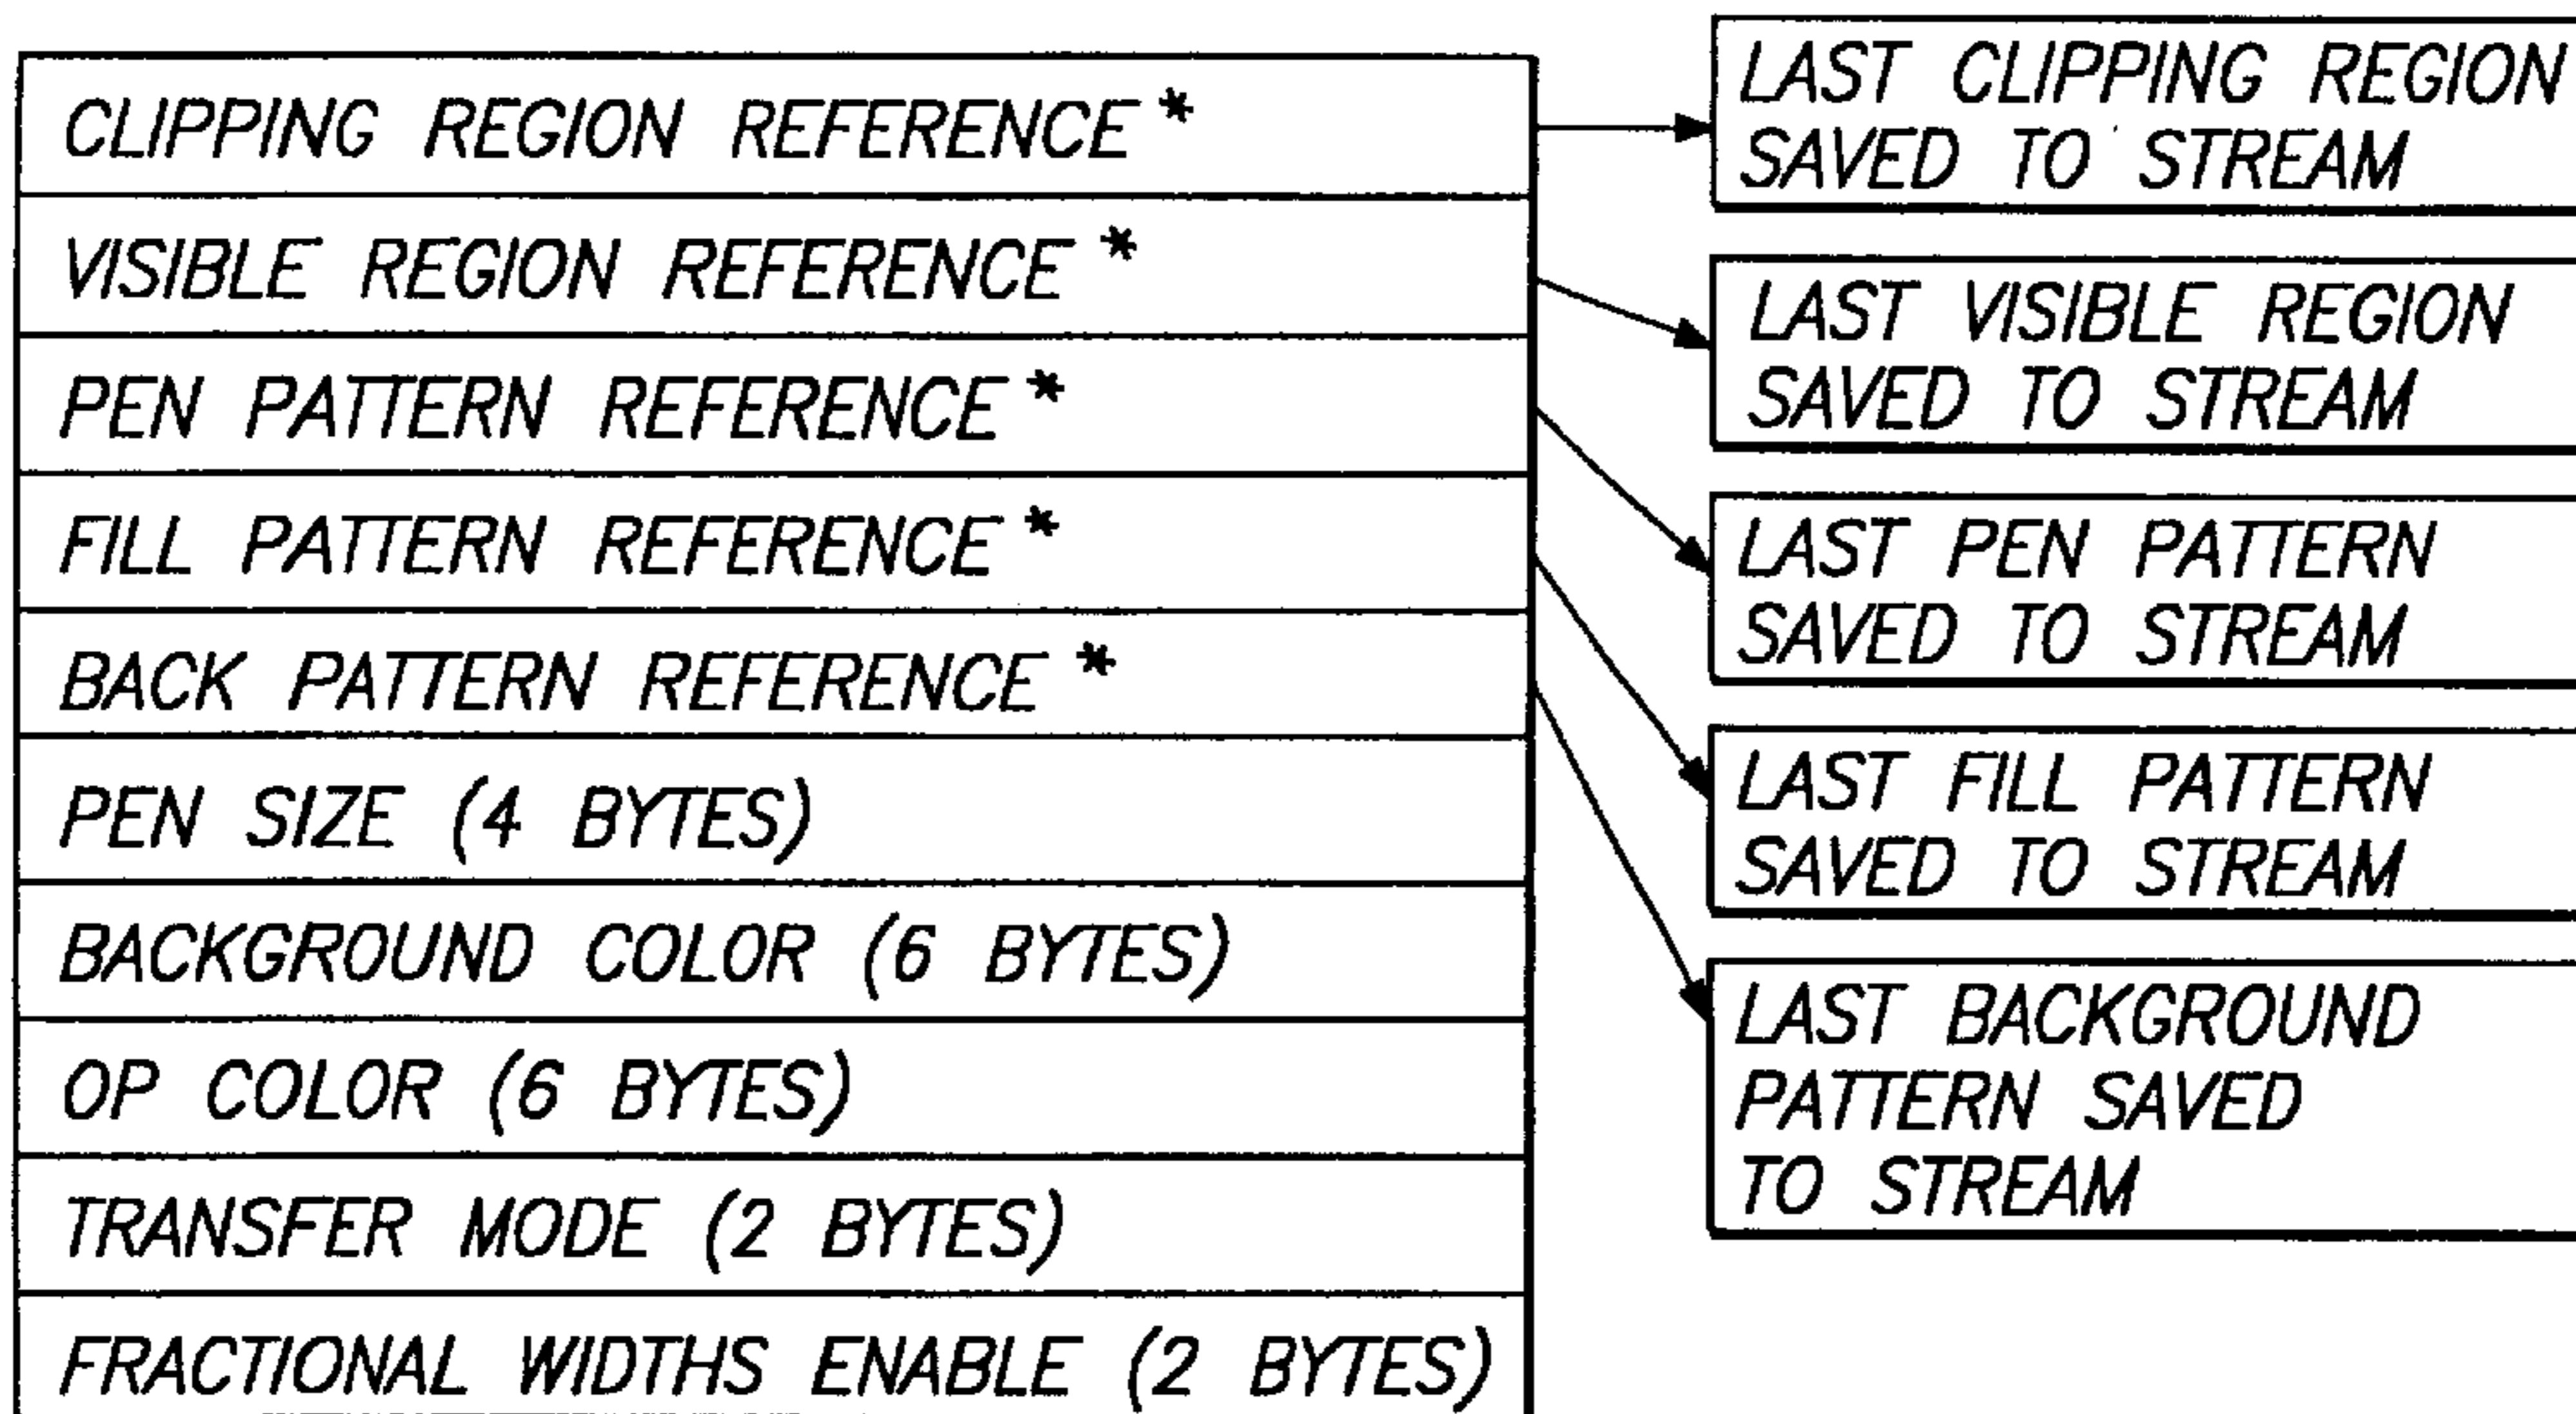 CLIPPING REGION REFERENCE*
VISIBLE REGION REFERENCE*
PEN PATTERN REFERENCE*
FILL PATTERN REFERENCE*
BACK PATTERN REFERENCE*
PEN SIZE (4 BYTES)
BACKGROUND COLOR (6 BYTES)
OP COLOR (6 BYTES)
TRANSFER MODE (2 BYTES)
FRACTIONAL WIDTHS ENABLE (2 BYTES)
LAST CLIPPING REGION
SAVED TO STREAM
LAST VISIBLE REGION
SAVED TO STREAM
LAST PEN PATTERN
SAVED TO STREAM
LAST FILL PATTERN
SAVED TO STREAM
LAST BACKGROUND
PATTERN SAVED
TO STREAM